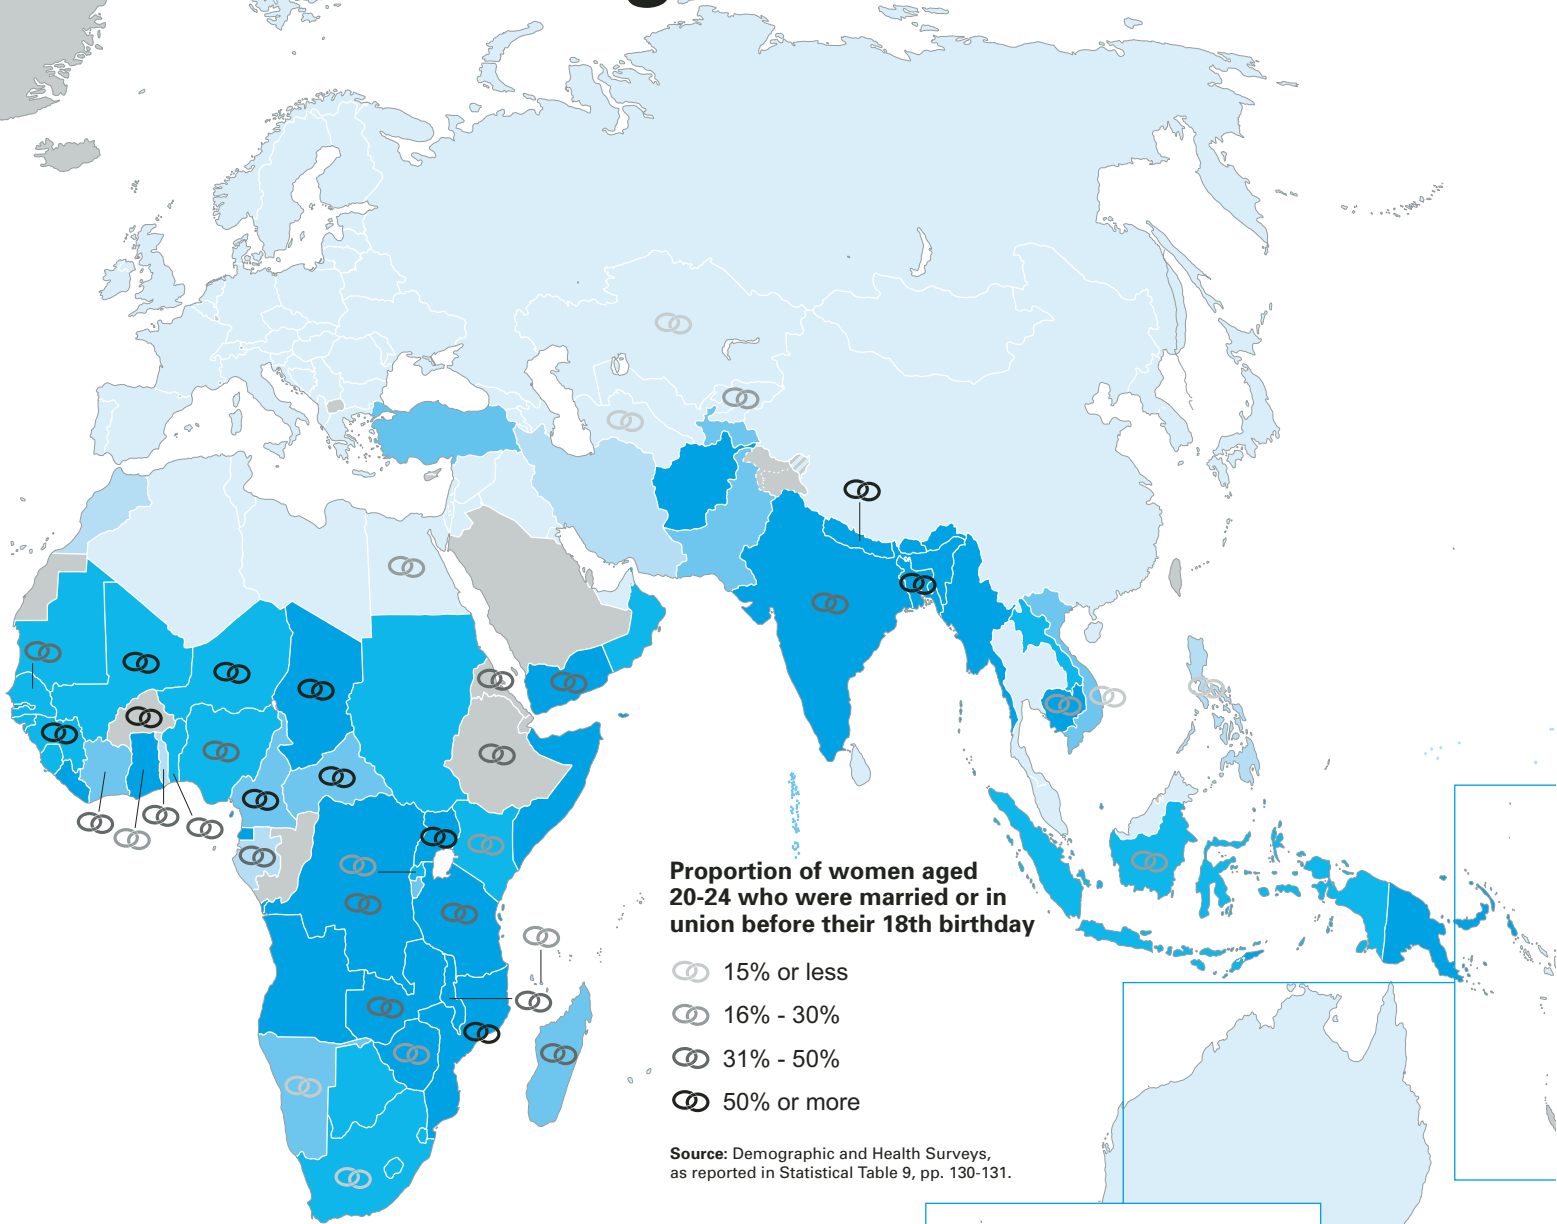 Proportion of women aged
20-24 who were married or in
union before their 18th birthday
15% or less
16% - 30%
31% - 50%
50% or more
Source: Demographic and Health Surveys,
as reported in Statistical Table 9, pp. 130-131.